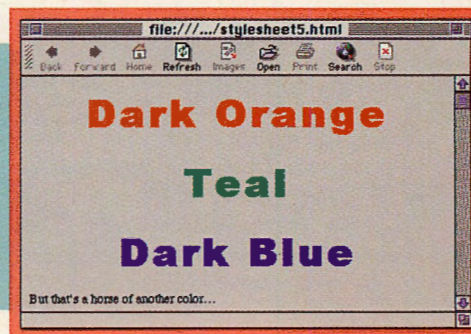 file:///.../stylesheet5.html
Back Forward Home Refresh Images Open Print Search Stop
Dark Orange
Teal
Dark Blue
But that's a horse of another color...